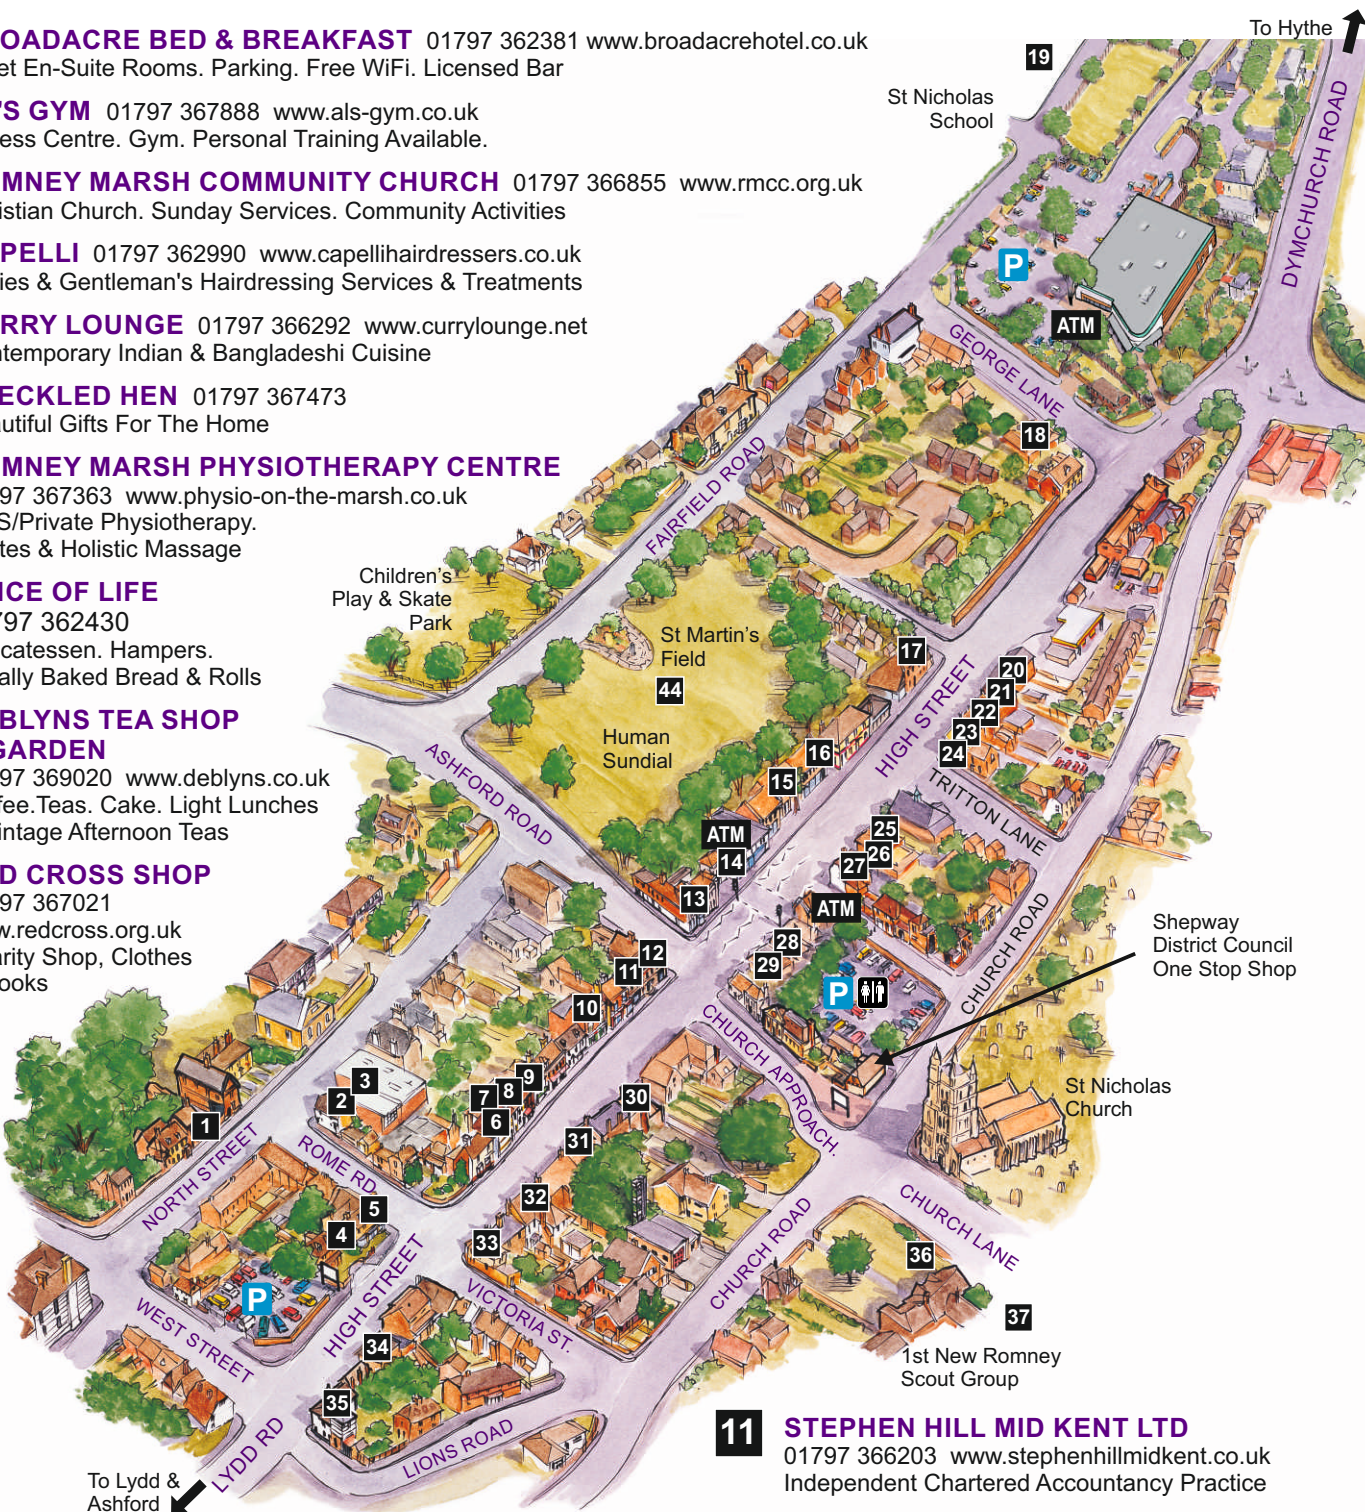 OADACRE BED & BREAKFAST 01797 362381 www.broadacrehotel.co.uk
et En-Suite Rooms. Parking. Free WiFi. Licensed Bar
'S GYM 01797 367888 www.als-gym.co.uk
ess Centre. Gym. Personal Training Available.
MNEY MARSH COMMUNITY CHURCH 01797 366855 www.rmcc.org.uk
istian Church. Sunday Services. Community Activities
PELLI 01797 362990 www.capellihairdressers.co.uk
ies & Gentleman's Hairdressing Services & Treatments
RRY LOUNGE 01797 366292 www.currylounge.net
ntemporary Indian & Bangladeshi Cuisine
ECKLED HEN 01797 367473
autiful Gifts For The Home
MNEY MARSH PHYSIOTHERAPY CENTRE
97 367363 www.physio-on-the-marsh.co.uk
S/Private Physiotherapy.
tes & Holistic Massage
ICE OF LIFE
797 362430
icatessen. Hampers.
ally Baked Bread & Rolls
BLYNS TEA SHOP
GARDEN
97 369020 www.deblyns.co.uk
fee.Teas. Cake. Light Lunches
intage Afternoon Teas
D CROSS SHOP
97 367021
w.redcross.org.uk
arity Shop, Clothes
ooks
To Hythe
19
St Nicholas
School
DYMCHURCH ROAD
P
ATM
GEORGE LANE
18
FAIRFIELD ROAD
Children's
Play & Skate
Park
St Martin's
Field
44
Human
Sundial
17
HIGH STREET
20
21
22
23
24
16
15
ASHFORD ROAD
TRITTON LANE
ATM
14
13
25
26
27
ATM
28
29
P
CHURCH ROAD
Shepway
District Council
One Stop Shop
12
11
10
CHURCH APPROACH.
St Nicholas
Church
9
8
7
6
3
2
1
30
31
32
33
NORTH STREET
ROME RD.
5
4
P
HIGH STREET
VICTORIA ST.
CHURCH ROAD
CHURCH LANE
36
37
1st New Romney
Scout Group
WEST STREET
34
35
LIONS ROAD
LYDD RD
To Lydd &
Ashford
11 STEPHEN HILL MID KENT LTD
01797 366203 www.stephenhillmidkent.co.uk
Independent Chartered Accountancy Practice